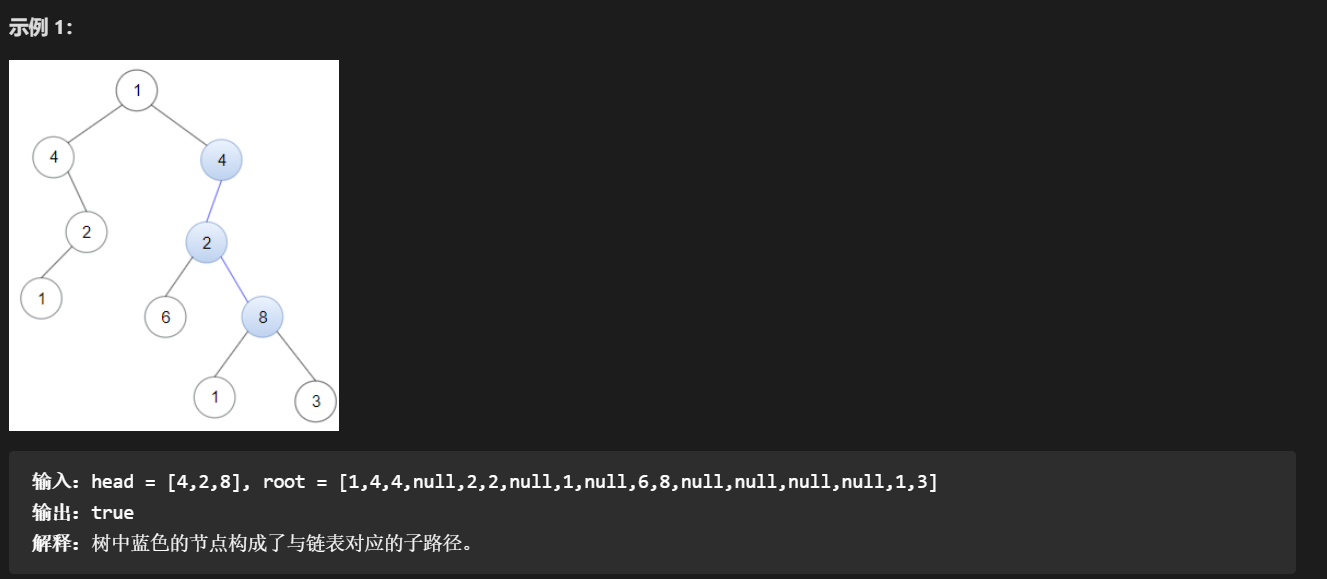 示例 1：
1
4
4
2
2
1
6
8
1
3
输入：head = [4,2,8], root = [1,4,4,null,2,2,null,1,null,6,8,null,null,null,null,1,3]
输出：true
解释：树中蓝色的节点构成了与链表对应的子路径。